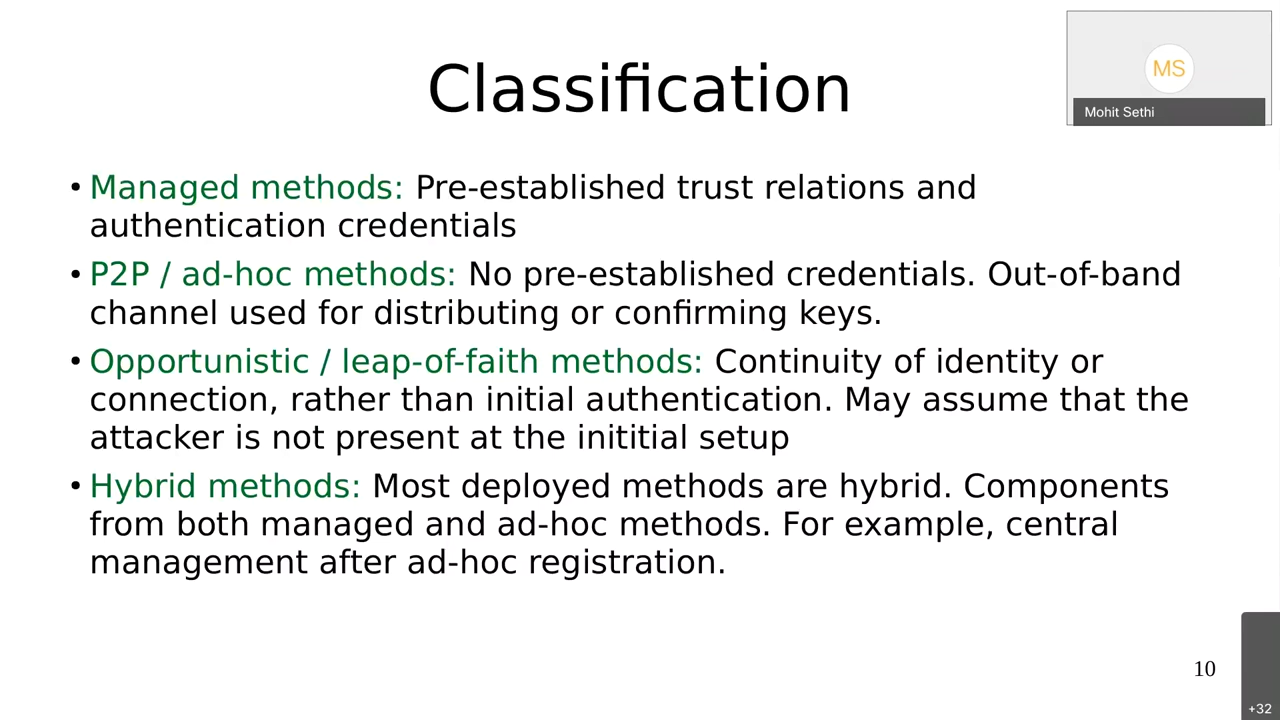 Classification
MS
Mohit Sethi
• Managed methods: Pre-established trust relations and
authentication credentials
• P2P / ad-hoc methods: No pre-established credentials. Out-of-band
channel used for distributing or confirming keys.
• Opportunistic / leap-of-faith methods: Continuity of identity or
connection, rather than initial authentication. May assume that the
attacker is not present at the inititial setup
• Hybrid methods: Most deployed methods are hybrid. Components
from both managed and ad-hoc methods. For example, central
management after ad-hoc registration.
10
+32